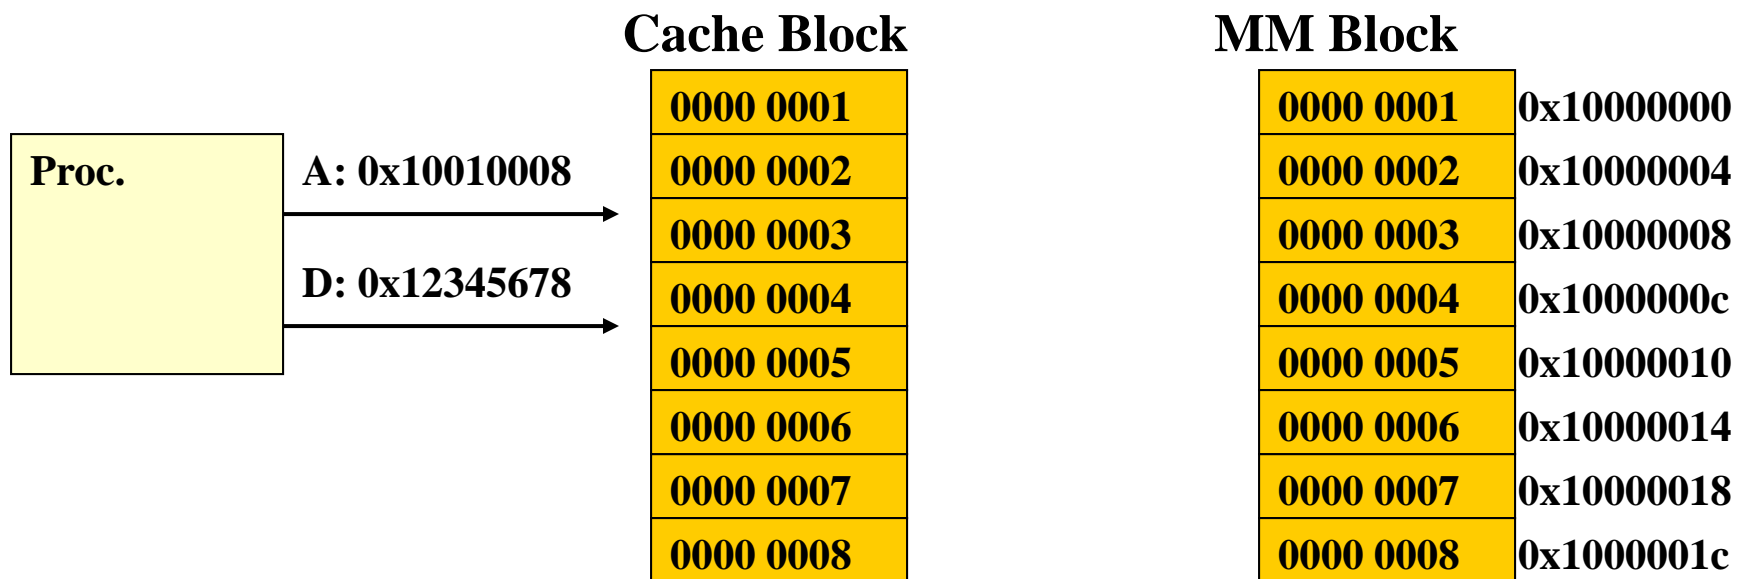 Cache Block MM Block
Proc.
A: 0x10010008
D: 0x12345678
0000 0001
0000 0002
0000 0003
0000 0004
0000 0005
0000 0006
0000 0007
0000 0008
0000 0001 0x10000000
0000 0002 0x10000004
0000 0003 0x10000008
0000 0004 0x1000000c
0000 0005 0x10000010
0000 0006 0x10000014
0000 0007 0x10000018
0000 0008 0x1000001c